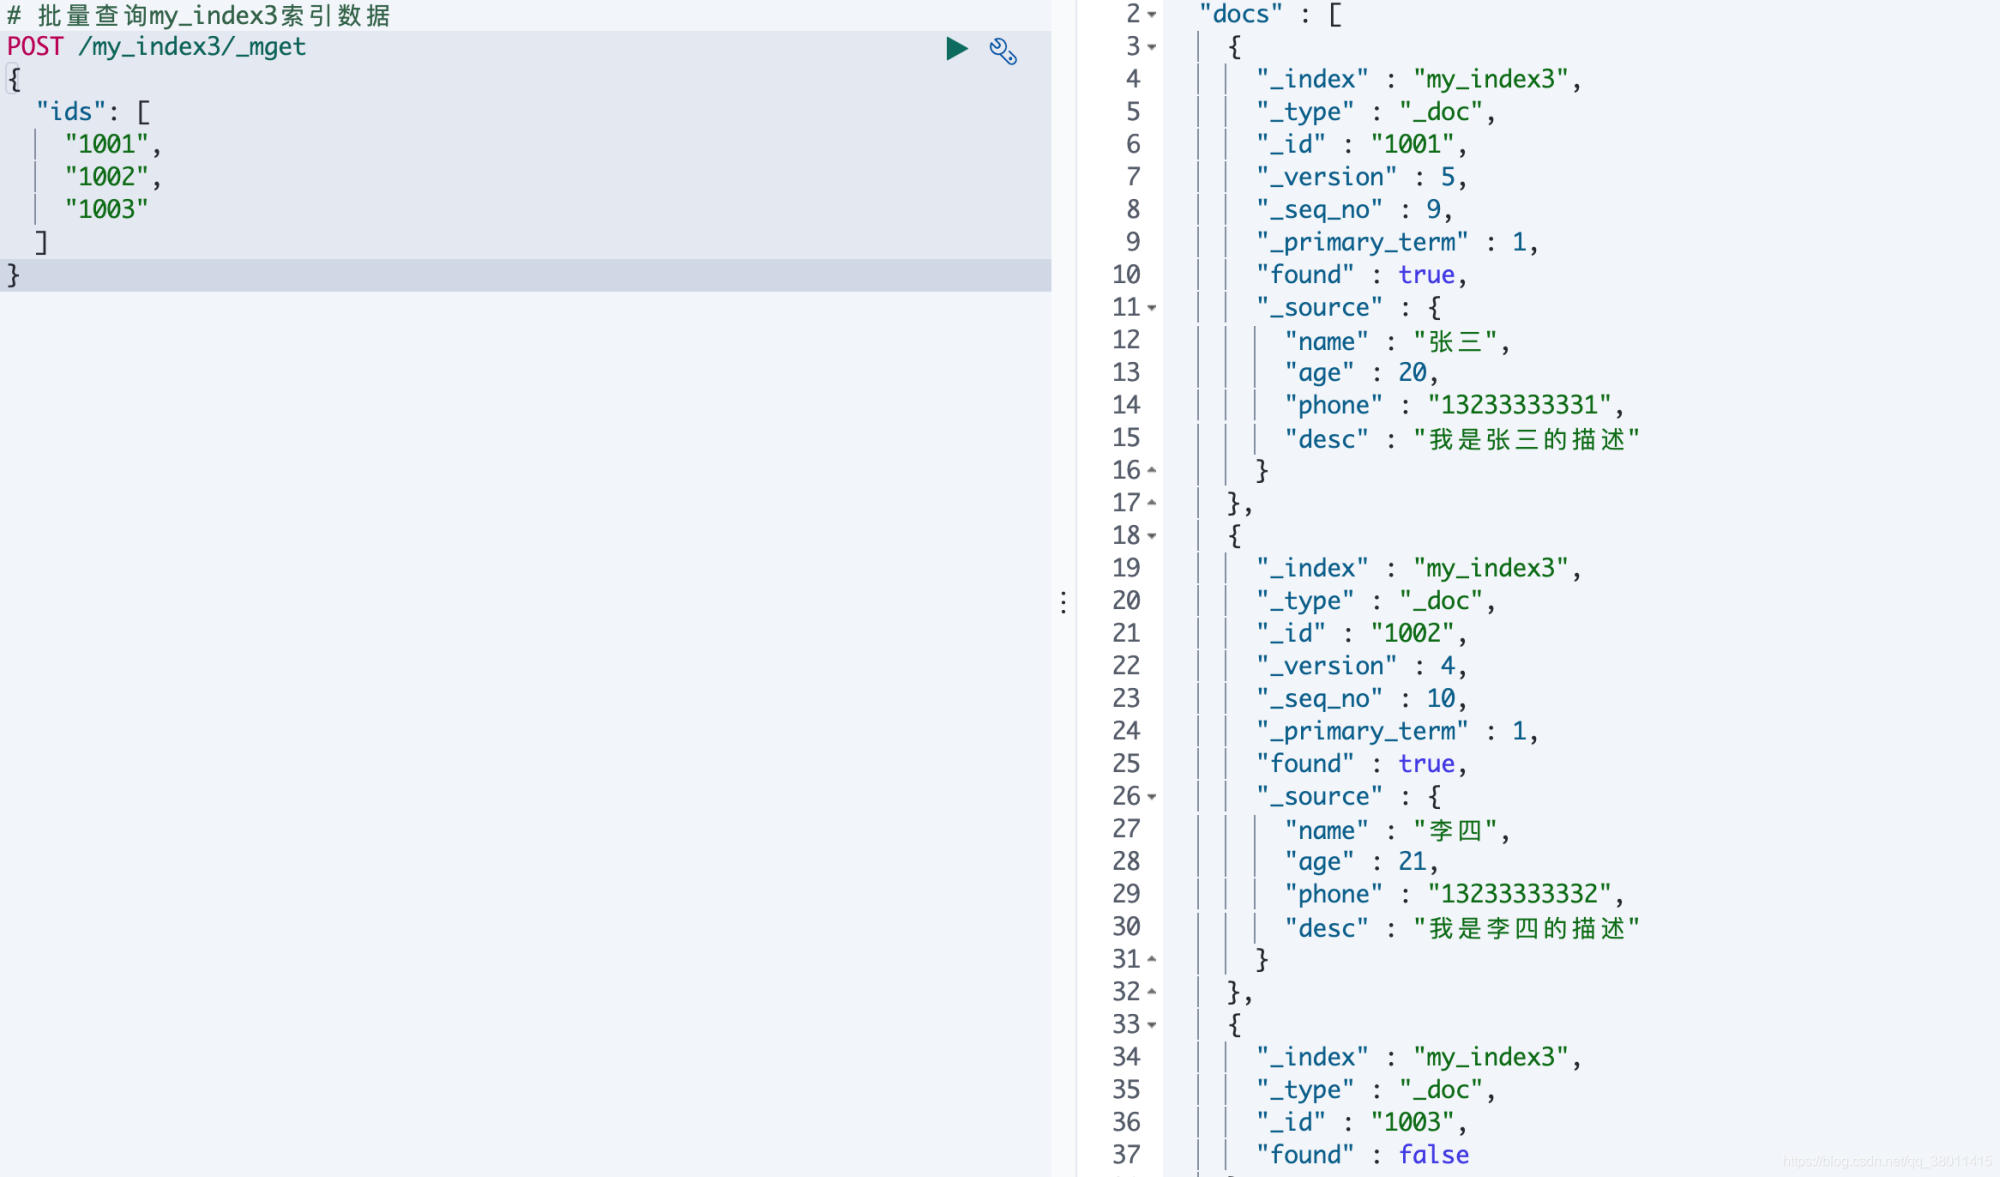 # 批量查询my_index3索引数据
POST /my_index3/_mget
{
  "ids": [
    "1001",
    "1002",
    "1003"
  ]
}
2 "docs" : [
3 {
4 "_index" : "my_index3",
5 "_type" : "_doc",
6 "_id" : "1001",
7 "_version" : 5,
8 "_seq_no" : 9,
9 "_primary_term" : 1,
10 "found" : true,
11 "_source" : {
12 "name" : "张三",
13 "age" : 20,
14 "phone" : "13233333331",
15 "desc" : "我是张三的描述"
16 }
17 },
18 {
19 "_index" : "my_index3",
20 "_type" : "_doc",
21 "_id" : "1002",
22 "_version" : 4,
23 "_seq_no" : 10,
24 "_primary_term" : 1,
25 "found" : true,
26 "_source" : {
27 "name" : "李四",
28 "age" : 21,
29 "phone" : "13233333332",
30 "desc" : "我是李四的描述"
31 }
32 },
33 {
34 "_index" : "my_index3",
35 "_type" : "_doc",
36 "_id" : "1003",
37 "found" : false
https://blog.csdn.net/qq_38011415